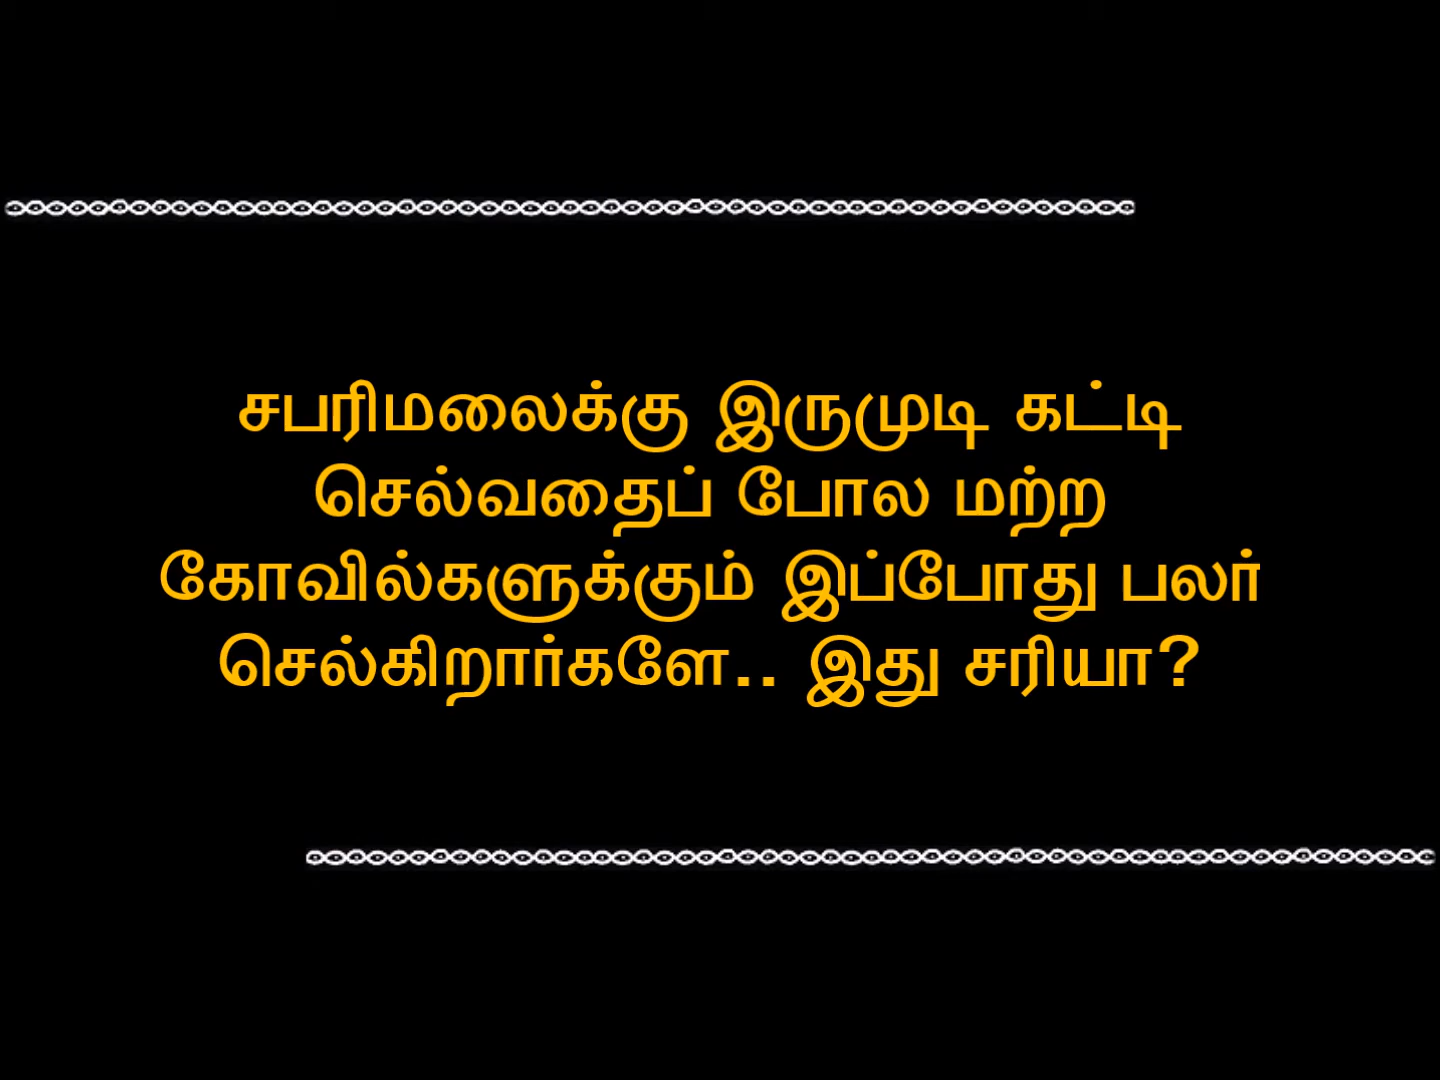 சபரிமலைக்கு இருமுடி கட்டி
செல்வதைப் போல மற்ற
கோவில்களுக்கும் இப்போது பலர்
செல்கிறார்களே.. இது சரியா?